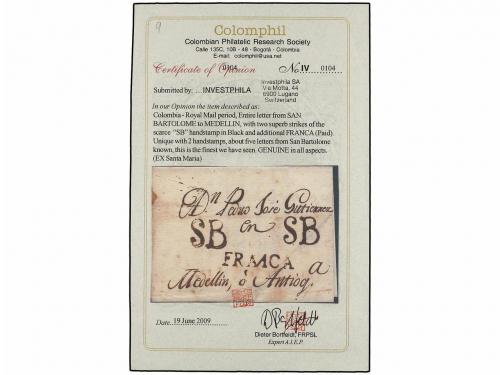 9
Colomphil
Colombian Philatelic Research Society
Calle 135C, 10B - 48 - Bogotá - Colombia
E-mail: colomphil@usa.net
Certificate of Opinion 0104 No. IV 0104
Submitted by: ... INVESTPHILA
Investphila SA
Via Motta, 44
6900 Lugano
Switzerland
In our Opinion the item described as:
Colombia - Royal Mail period, Entire letter from SAN
BARTOLOME to MEDELLIN, with two superb strikes of the
scarce "SB" handstamp in Black and additional FRANCA (Paid)
Unique with 2 handstamps, about five letters from San Bartolome
known, this is the finest we have seen. GENUINE in all aspects.
(EX Santa Maria)
Dn Pedro José Gutierrez
SB en SB
FRANCA
Medellin, ò Antioq.a
Date 19 June 2009
Dieter Bortfeldt, FRPSL
Expert A.I.E.P.